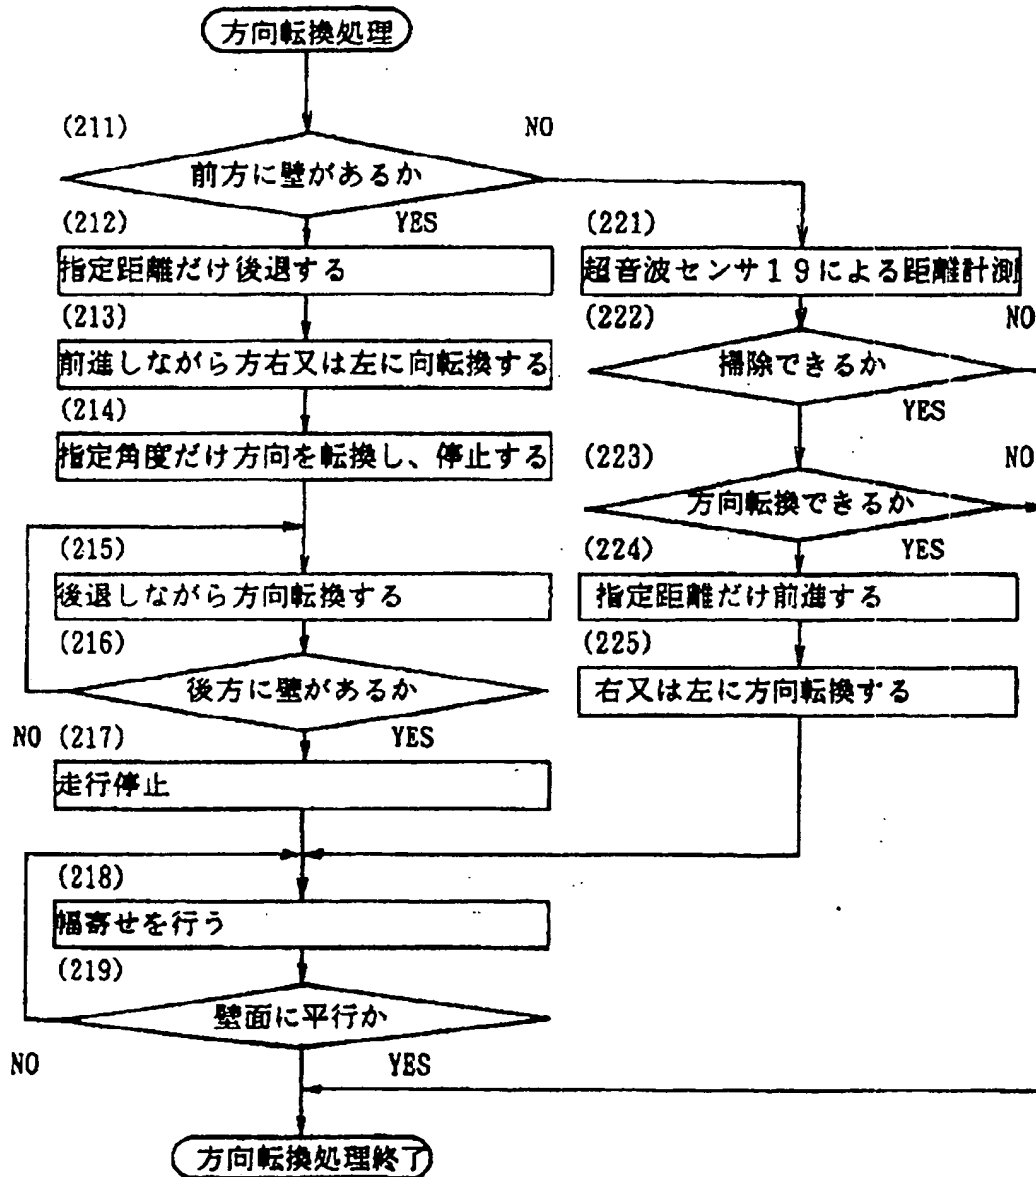 方向転換処理
(211)
NO
前方に壁があるか
(212)
YES
指定距離だけ後退する
(213)
前進しながら方右又は左に向転換する
(214)
指定角度だけ方向を転換し、停止する
(215)
後退しながら方向転換する
(216)
後方に壁があるか
NO
(217)
YES
走行停止
(218)
幅寄せを行う
(219)
壁面に平行か
NO
YES
方向転換処理終了
(221)
超音波センサ19による距離計測
(222)
NO
掃除できるか
YES
(223)
NO
方向転換できるか
(224)
YES
指定距離だけ前進する
(225)
右又は左に方向転換する